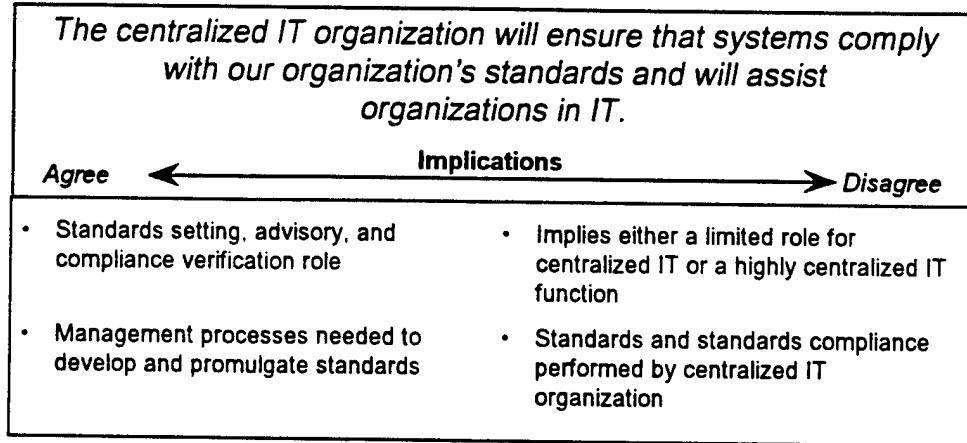 The centralized IT organization will ensure that systems comply
with our organization's standards and will assist
organizations in IT.
Implications
Agree
Disagree
• Standards setting, advisory, and
compliance verification role
• Management processes needed to
develop and promulgate standards
• Implies either a limited role for
centralized IT or a highly centralized IT
function
• Standards and standards compliance
performed by centralized IT
organization